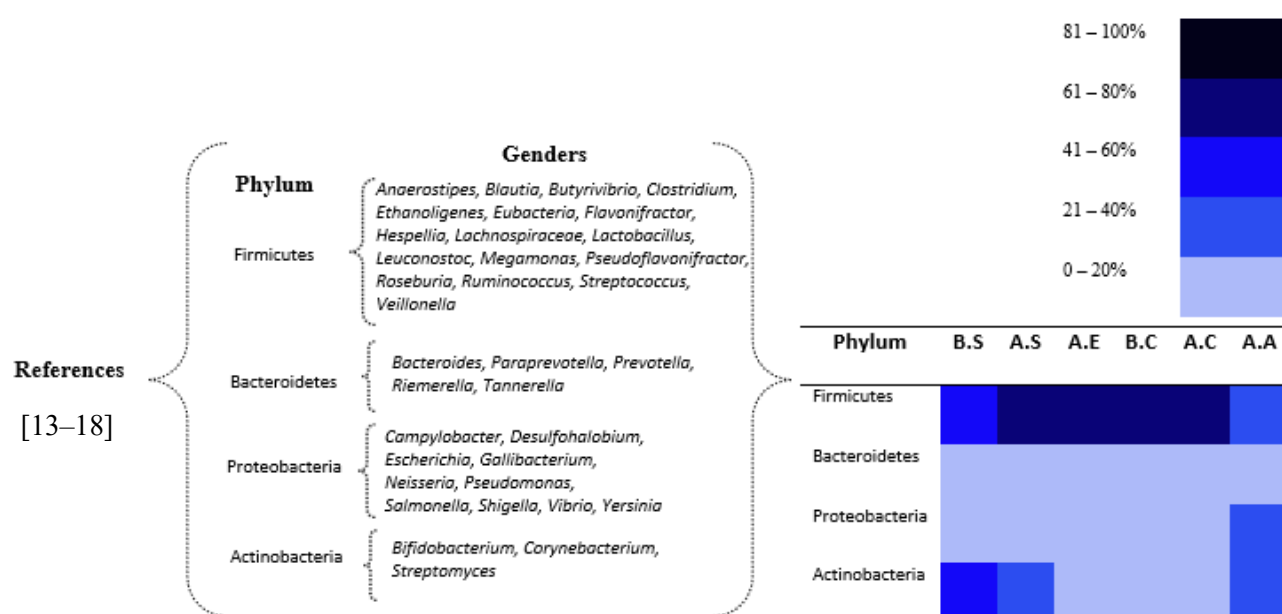 References
[13–18]
Phylum
Genders
Firmicutes
Anaerostipes, Blautia, Butyrivibrio, Clostridium,
Ethanoligenes, Eubacteria, Flavonifractor,
Hespellia, Lachnospiraceae, Lactobacillus,
Leuconostoc, Megamonas, Pseudoflavonifractor,
Roseburia, Ruminococcus, Streptococcus,
Veillonella
Bacteroidetes
Bacteroides, Paraprevotella, Prevotella,
Riemerella, Tannerella
Proteobacteria
Campylobacter, Desulfohalobium,
Escherichia, Gallibacterium,
Neisseria, Pseudomonas,
Salmonella, Shigella, Vibrio, Yersinia
Actinobacteria
Bifidobacterium, Corynebacterium,
Streptomyces
81 – 100%
61 – 80%
41 – 60%
21 – 40%
0 – 20%
Phylum B.S A.S A.E B.C A.C A.A
Firmicutes
Bacteroidetes
Proteobacteria
Actinobacteria